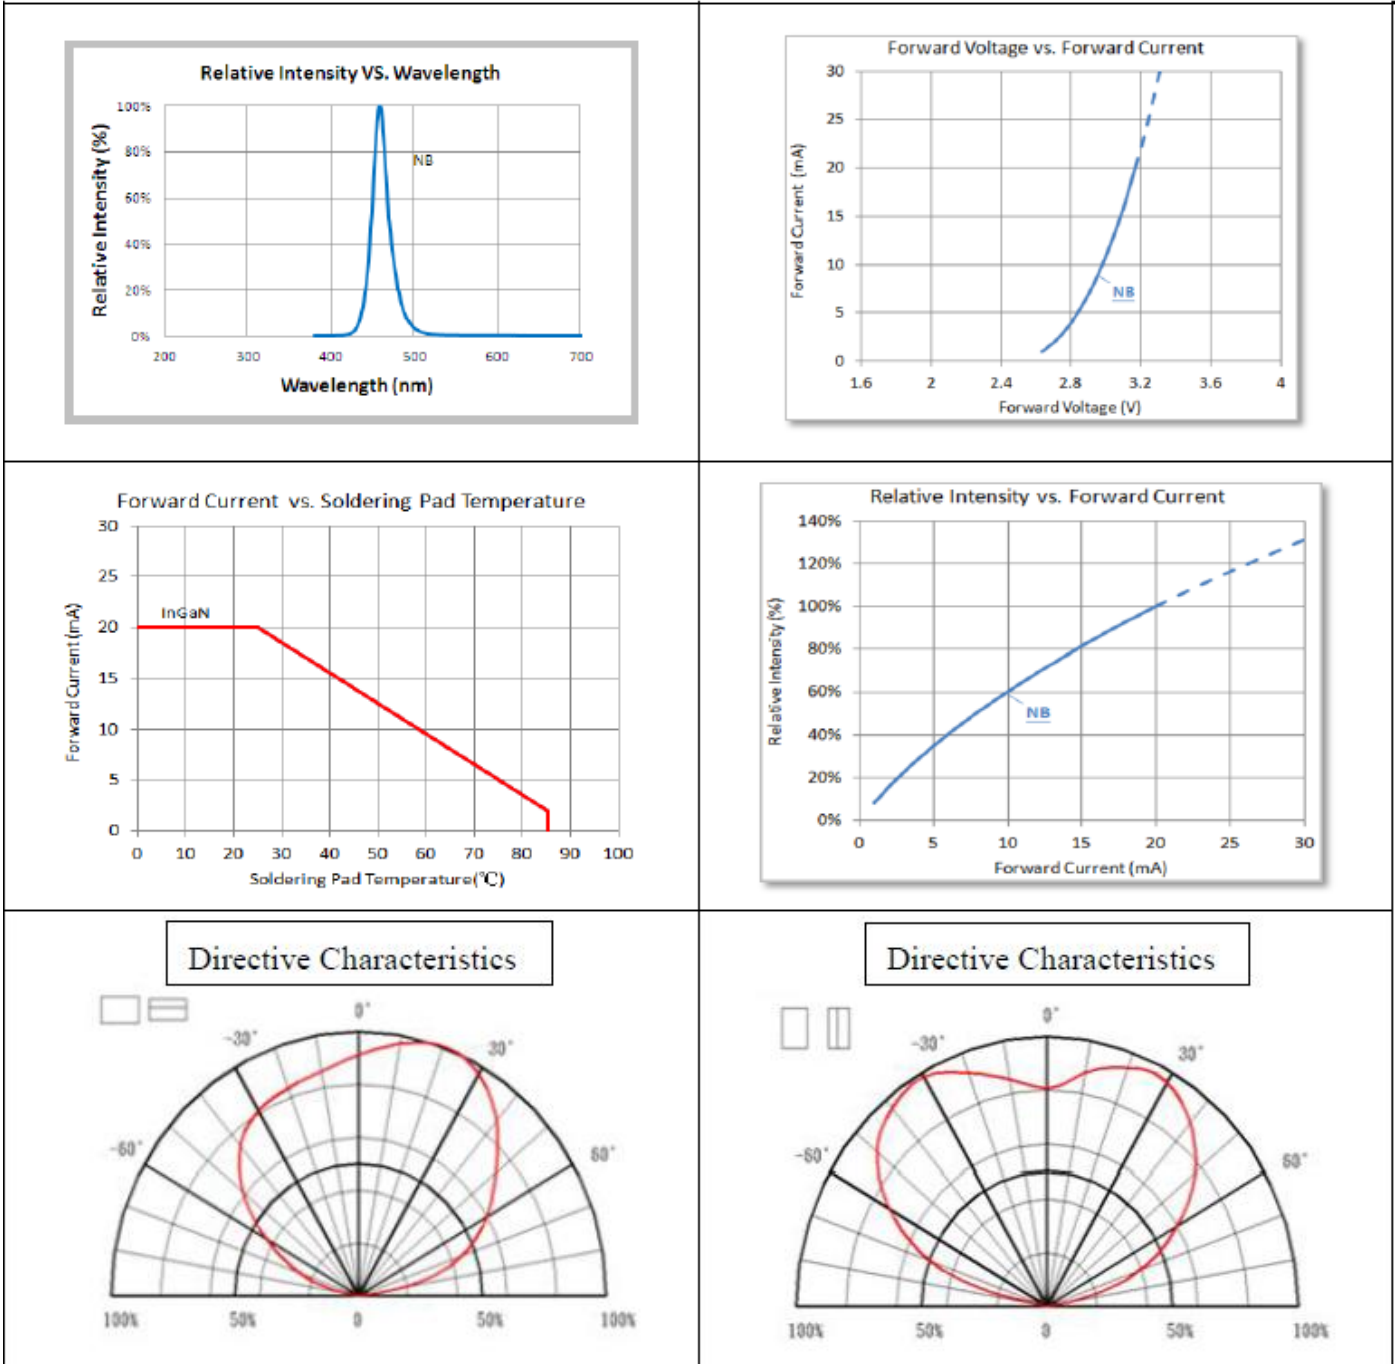 Relative Intensity VS. Wavelength
Relative Intensity (%)
100%
80%
60%
40%
20%
0%
NB
200 300 400 500 600 700
Wavelength (nm)
Forward Voltage vs. Forward Current
Forward Current (mA)
30
25
20
15
10
5
0
NB
1.6 2 2.4 2.8 3.2 3.6 4
Forward Voltage (V)
Forward Current vs. Soldering Pad Temperature
Forward Current (mA)
30
25
20
15
10
5
0
InGaN
0 10 20 30 40 50 60 70 80 90 100
Soldering Pad Temperature(℃)
Relative Intensity vs. Forward Current
Relative Intensity (%)
140%
120%
100%
80%
60%
40%
20%
0%
NB
0 5 10 15 20 25 30
Forward Current (mA)
Directive Characteristics
0°
-30° 30°
-60° 60°
100% 50% 0 50% 100%
Directive Characteristics
0°
-30° 30°
-60° 60°
100% 50% 0 50% 100%